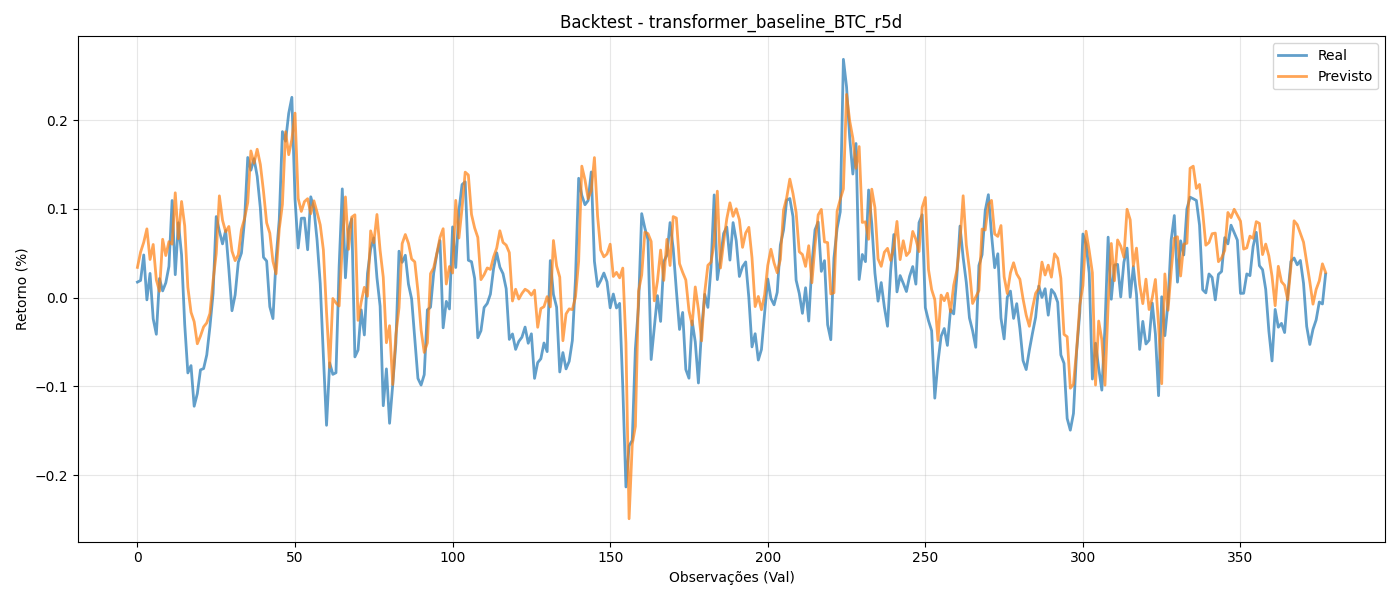 Backtest - transformer_baseline_BTC_r5d
Real
Previsto
Retorno (%)
0.2
0.1
0.0
−0.1
−0.2
0 50 100 150 200 250 300 350
Observações (Val)